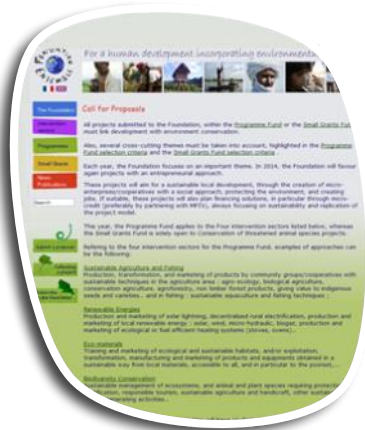 FONDATION
ENSEMBLE
For a human development incorporating environmental
The Foundation
Call for Proposals
All projects submitted to the Foundation, within the Programme Fund or the Small Grants Fund
must link development with environment conservation.
Programmes
Also, several cross-cutting themes must be taken into account, highlighted in the Programme
Fund selection criteria and the Small Grants Fund selection criteria .
Small Grants
Each year, the Foundation focuses on an important theme. In 2014, the Foundation will favour
again projects with an entrepreneurial approach.
News
Publications
These projects will aim for a sustainable local development, through the creation of micro-
enterprises/cooperatives with a social approach, protecting the environment, and creating
jobs. If suitable, these projects will also plan financing solutions, in particular through micro-
credit (preferably by partnering with MFIs), always focusing on sustainability and replication of
the project model.
Search
This year, the Programme Fund applies to the Four intervention sectors listed below, whereas
the Small Grants Fund is solely open to Conservation of threatened animal species projects.
Submit a proposal
Refering to the four intervention sectors for the Programme Fund, examples of approaches can
be the following:
Sustainable Agriculture and Fishing
Production, transformation, and marketing of products by community groups/cooperatives with
sustainable techniques in the agriculture area : agro-ecology, biological agriculture,
conservation agriculture, agroforestry, non timber forest products, giving value to indigenous
seeds and varieties.. and in fishing : sustainable aquaculture and fishing techniques ;
Renewable Energies
Production and marketing of solar lightning, decentralized rural electrification, production and
marketing of local renewable energy : solar, wind, micro-hydraulic, biogas, production and
marketing of ecological or fuel efficient heating systems (stoves, ovens)..
Eco-materials
Training and marketing of ecological and sustainable habitats, and/or exploitation,
transformation, manufacturing and marketing of products and equipments obtained in a
sustainable way from local materials, accessible to all, and in particular to the poorest,...
Biodiversity Conservation
Sustainable management of ecosystems, and animal and plant species requiring protection
responsible tourism, sustainable agriculture and handicraft, other sustainable
generating activities..